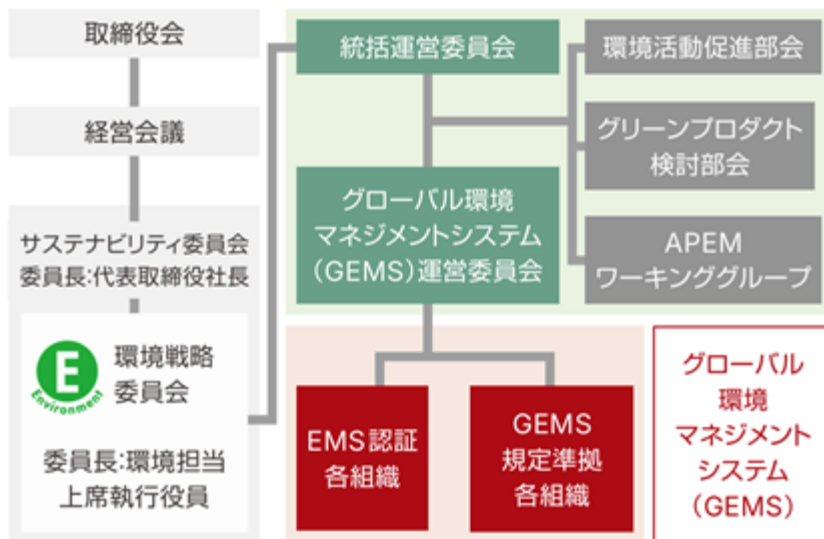 取締役会
経営会議
サステナビリティ委員会
委員長:代表取締役社長
E
Environment
環境戦略
委員会
委員長:環境担当
上席執行役員
統括運営委員会
グローバル環境
マネジメントシステム
(GEMS)運営委員会
環境活動促進部会
グリーンプロダクト
検討部会
APEM
ワーキンググループ
EMS認証
各組織
GEMS
規定準拠
各組織
グローバル
環境
マネジメント
システム
(GEMS)